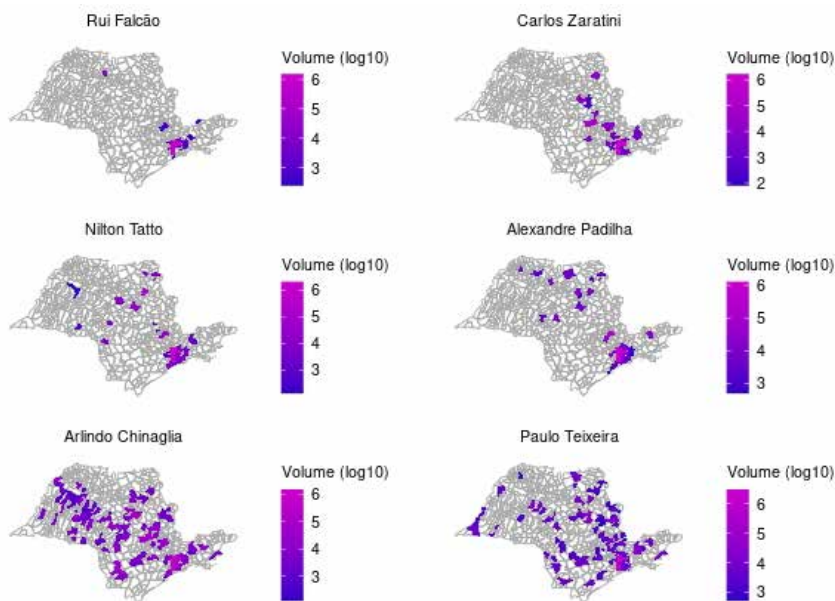 Rui Falcão
Volume (log10)
6
5
4
3
Carlos Zaratini
Volume (log10)
6
5
4
3
2
Nilton Tatto
Volume (log10)
6
5
4
3
Alexandre Padilha
Volume (log10)
6
5
4
3
Arlindo Chinaglia
Volume (log10)
6
5
4
3
Paulo Teixeira
Volume (log10)
6
5
4
3